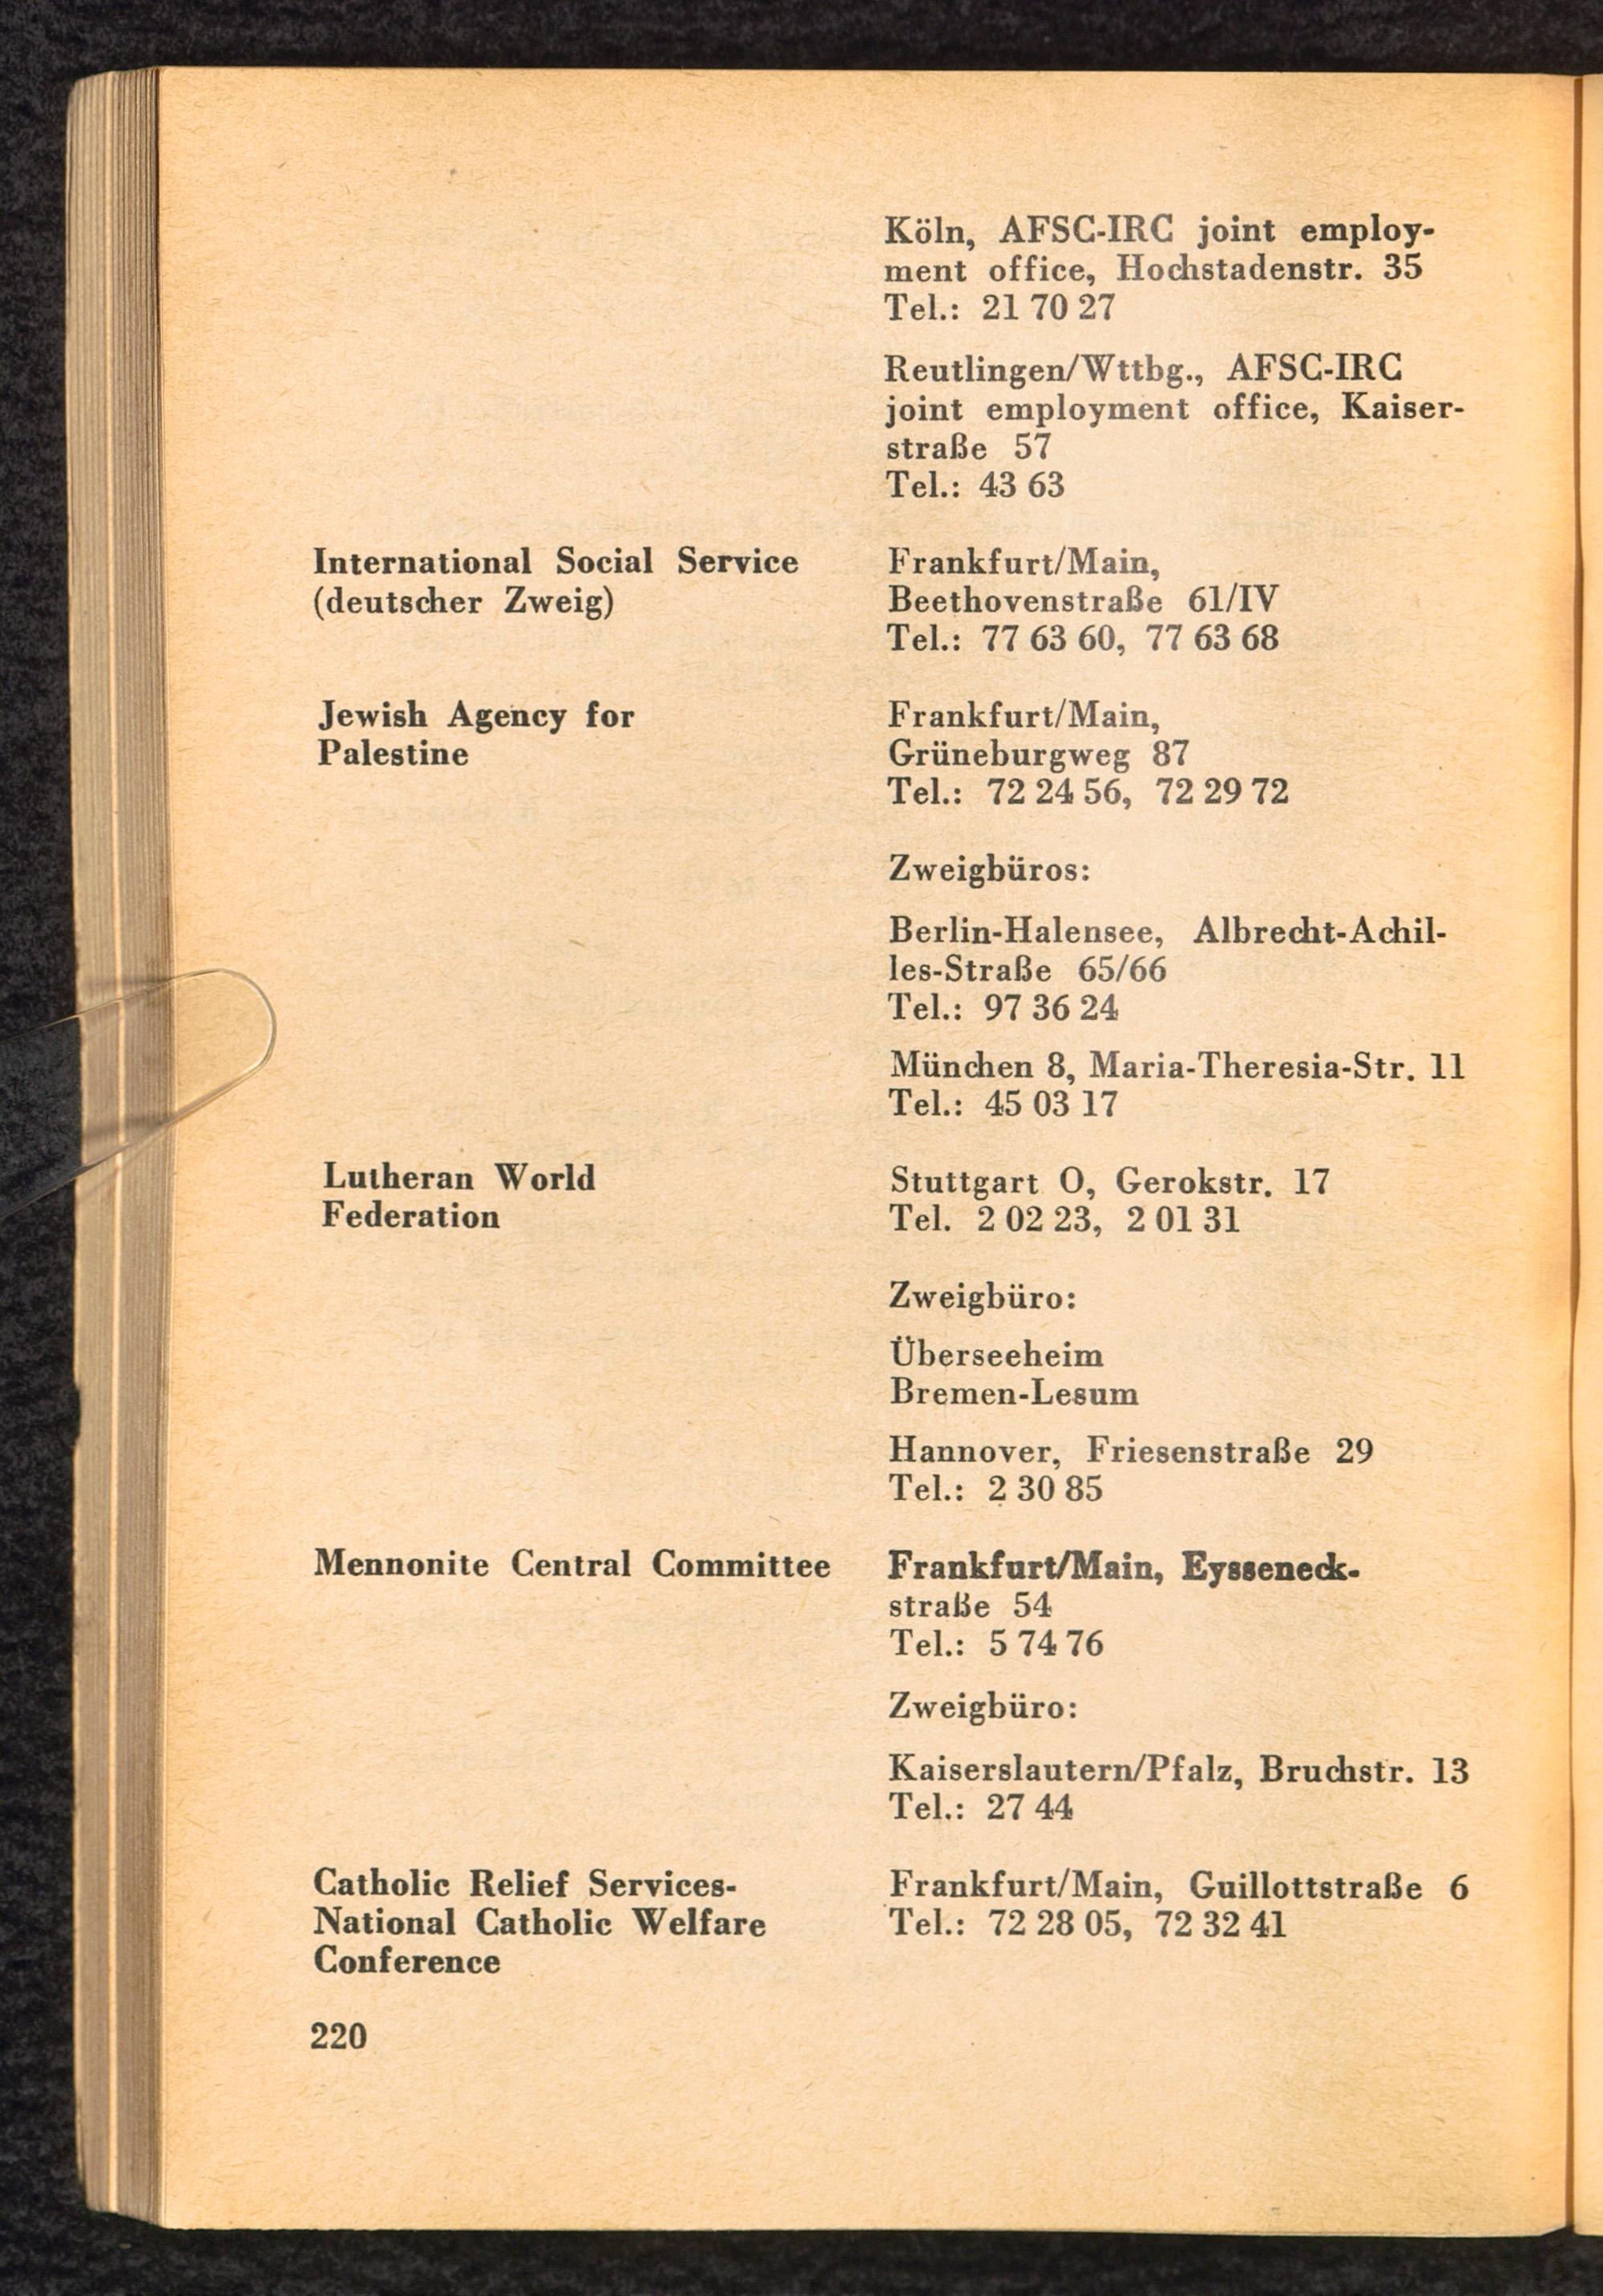 Köln, AFSC-IRC joint employ-
ment office, Hochstadenstr. 35
Tel.: 21 70 27
Reutlingen/Wttbg., AFSC-IRC
joint employment office, Kaiser-
straße 57
Tel.: 43 63
International Social Service
(deutscher Zweig)
Frankfurt/Main,
Beethovenstraße 61/IV
Tel.: 77 63 60, 77 63 68
Jewish Agency for
Palestine
Frankfurt/Main,
Grüneburgweg 87
Tel.: 72 24 56, 72 29 72
Zweigbüros:
Berlin-Halensee, Albrecht-Achil-
les-Straße 65/66
Tel.: 97 36 24
München 8, Maria-Theresia-Str. 11
Tel.: 45 03 17
Lutheran World
Federation
Stuttgart O, Gerokstr. 17
Tel. 2 02 23, 2 01 31
Zweigbüro:
Überseeheim
Bremen-Lesum
Hannover, Friesenstraße 29
Tel.: 2 30 85
Mennonite Central Committee
Frankfurt/Main, Eysseneck-
straße 54
Tel.: 5 74 76
Zweigbüro:
Kaiserslautern/Pfalz, Bruchstr. 13
Tel.: 27 44
Catholic Relief Services-
National Catholic Welfare
Conference
Frankfurt/Main, Guillottstraße 6
Tel.: 72 28 05, 72 32 41
220